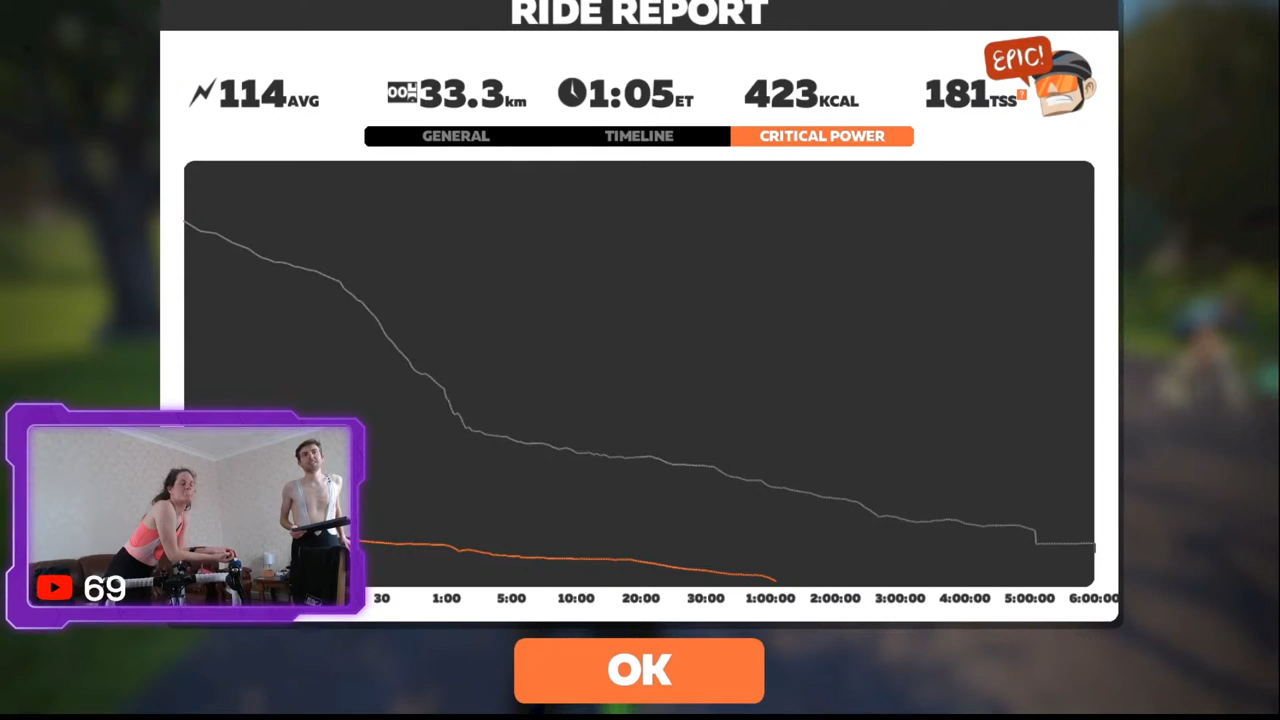 RIDE REPORT
114AVG 33.3km 1:05ET 423KCAL 181TSS? EPIC!
GENERAL TIMELINE CRITICAL POWER
69
30 1:00 5:00 10:00 20:00 30:00 1:00:00 2:00:00 3:00:00 4:00:00 5:00:00 6:00:00
OK